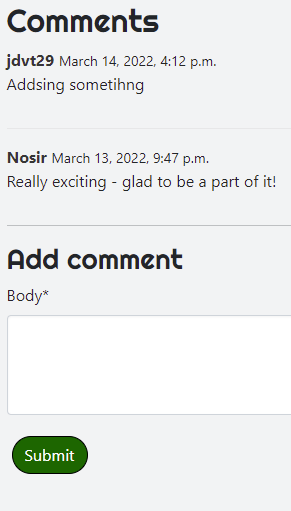 Comments
jdvt29 March 14, 2022, 4:12 p.m.
Addsing sometihng
Nosir March 13, 2022, 9:47 p.m.
Really exciting - glad to be a part of it!
Add comment
Body*
Submit